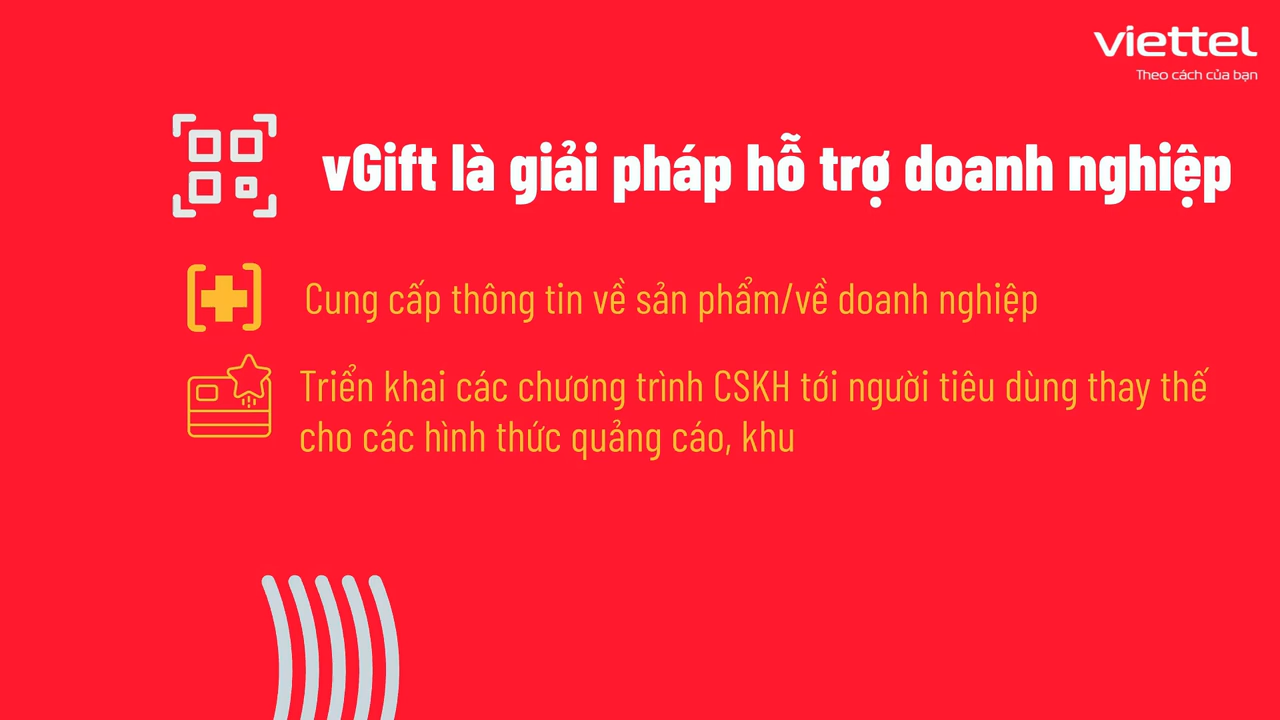 viettel
Theo cách của bạn
vGift là giải pháp hỗ trợ doanh nghiệp
Cung cấp thông tin về sản phẩm/về doanh nghiệp
Triển khai các chương trình CSKH tới người tiêu dùng thay thế
cho các hình thức quảng cáo, khu